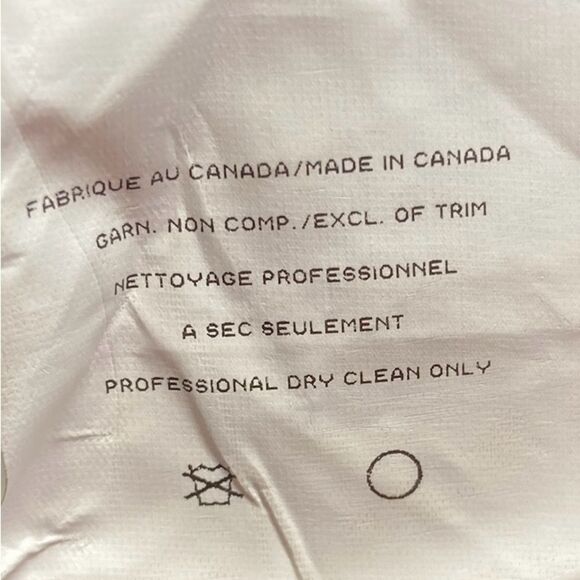 FABRIQUE AU CANADA/MADE IN CANADA
GARN. NON COMP./EXCL. OF TRIM
NETTOYAGE PROFESSIONNEL
A SEC SEULEMENT
PROFESSIONAL DRY CLEAN ONLY